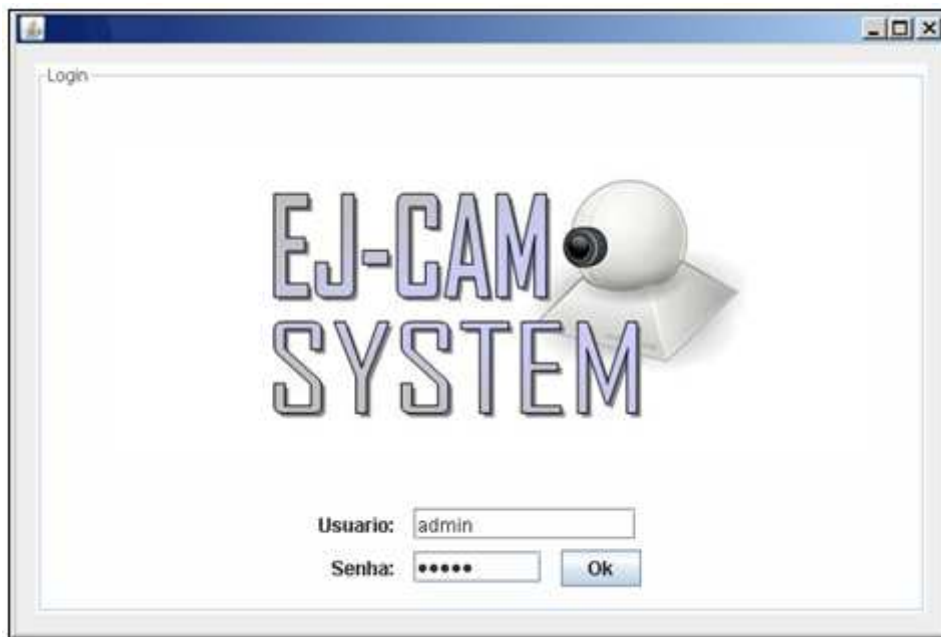 Login
EJ-CAM
SYSTEM
Usuario: admin
Senha: •••••
Ok